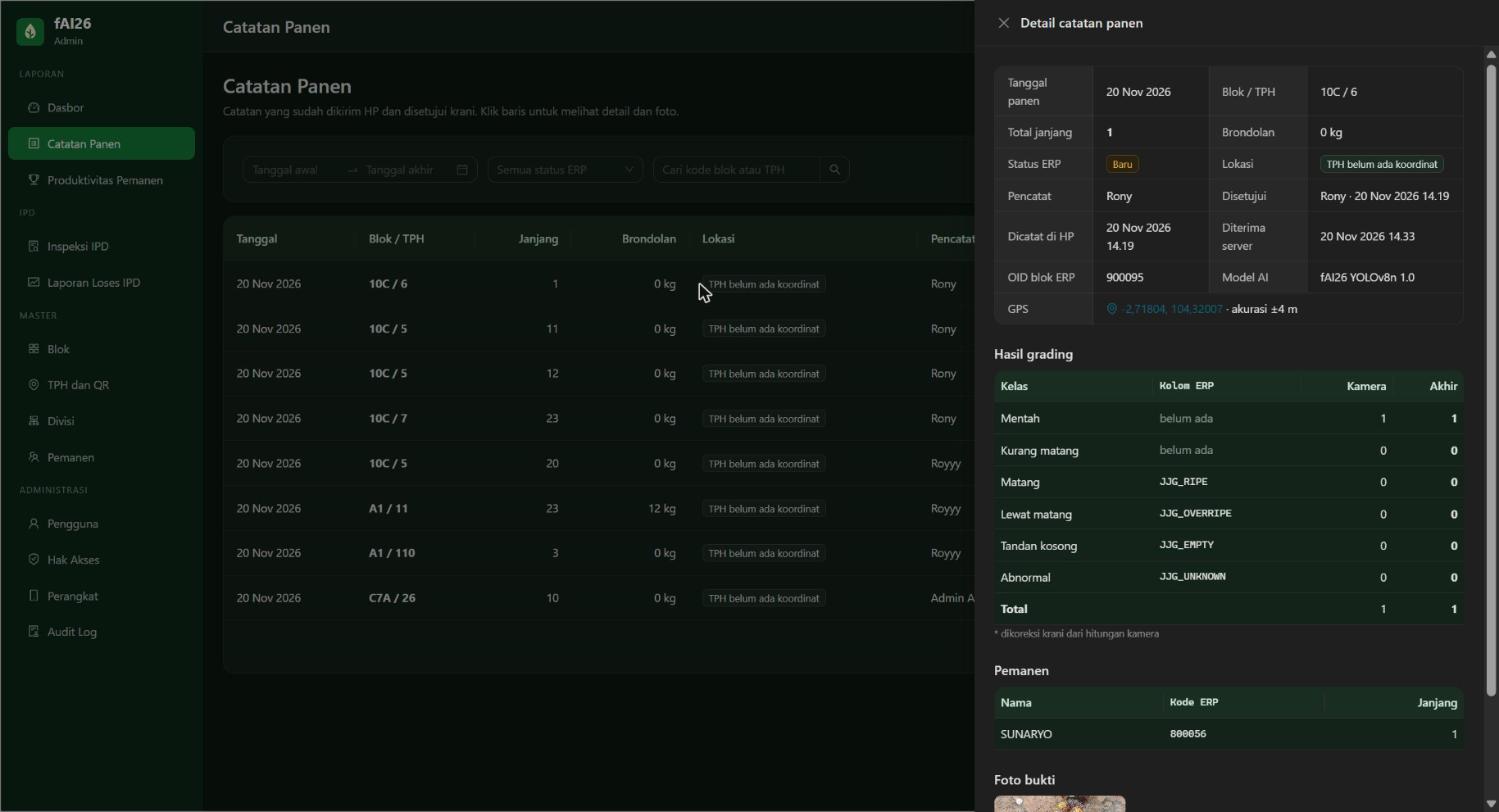 fAI26
Admin
LAPORAN
Dasbor
Catatan Panen
Produktivitas Pemanen
IPD
Inspeksi IPD
Laporan Loses IPD
MASTER
Blok
TPH dan QR
Divisi
Pemanen
ADMINISTRASI
Pengguna
Hak Akses
Perangkat
Audit Log
Catatan Panen
Catatan Panen
Catatan yang sudah dikirim HP dan disetujui krani. Klik baris untuk melihat detail dan foto.
Tanggal awal → Tanggal akhir Semua status ERP Cari kode blok atau TPH
Tanggal Blok / TPH Janjang Brondolan Lokasi Pencatat
20 Nov 2026 10C / 6 1 0 kg TPH belum ada koordinat Rony
20 Nov 2026 10C / 5 11 0 kg TPH belum ada koordinat Rony
20 Nov 2026 10C / 5 12 0 kg TPH belum ada koordinat Rony
20 Nov 2026 10C / 7 23 0 kg TPH belum ada koordinat Rony
20 Nov 2026 10C / 5 20 0 kg TPH belum ada koordinat Royyy
20 Nov 2026 A1 / 11 23 12 kg TPH belum ada koordinat Royyy
20 Nov 2026 A1 / 110 3 0 kg TPH belum ada koordinat Royyy
20 Nov 2026 C7A / 26 10 0 kg TPH belum ada koordinat Admin A
Detail catatan panen
Tanggal panen 20 Nov 2026 Blok / TPH 10C / 6
Total janjang 1 Brondolan 0 kg
Status ERP Baru Lokasi TPH belum ada koordinat
Pencatat Rony Disetujui Rony · 20 Nov 2026 14.19
Dicatat di HP 20 Nov 2026 14.19 Diterima server 20 Nov 2026 14.33
OID blok ERP 900095 Model AI fAI26 YOLOv8n 1.0
GPS -2,71804, 104,32007 · akurasi ±4 m
Hasil grading
Kelas Kolom ERP Kamera Akhir
Mentah belum ada 1 1
Kurang matang belum ada 0 0
Matang JJG_RIPE 0 0
Lewat matang JJG_OVERRIPE 0 0
Tandan kosong JJG_EMPTY 0 0
Abnormal JJG_UNKNOWN 0 0
Total 1 1
* dikoreksi krani dari hitungan kamera
Pemanen
Nama Kode ERP Janjang
SUNARYO 800056 1
Foto bukti